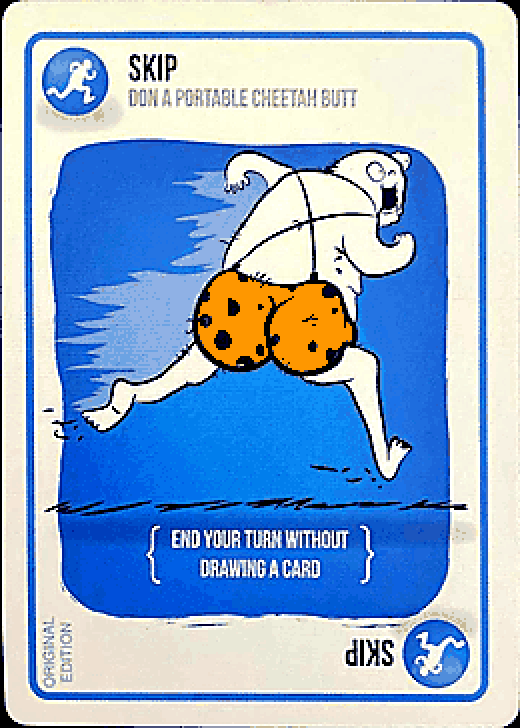 SKIP
DON A PORTABLE CHEETAH BUTT
END YOUR TURN WITHOUT
DRAWING A CARD
ORIGINAL
EDITION
SKIP